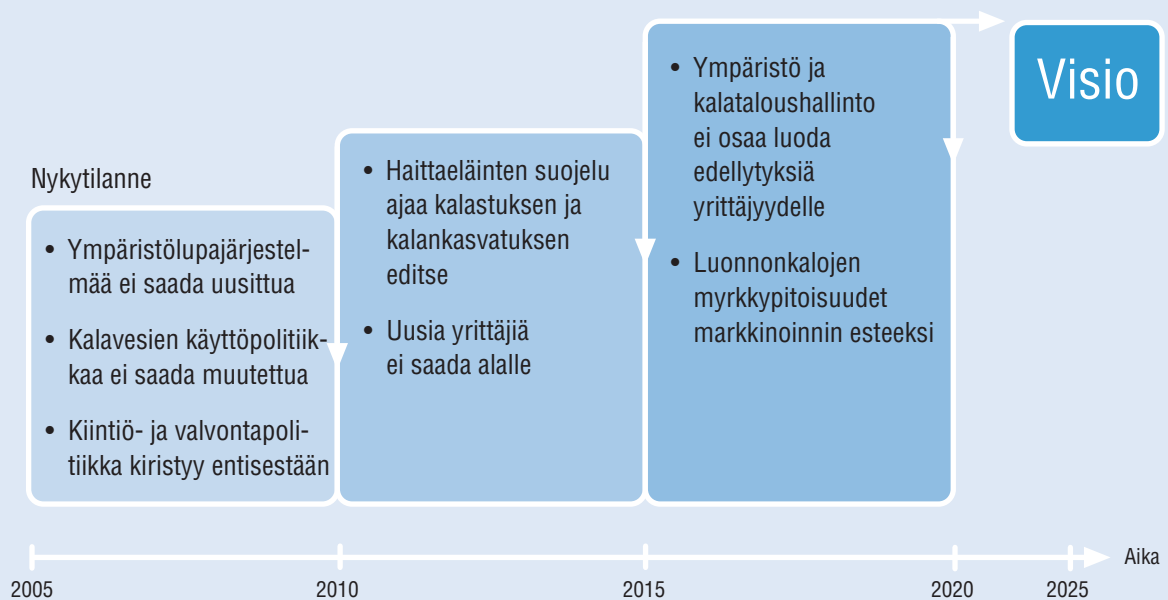 Nykytilanne
• Ympäristölupajärjestel-
mää ei saada uusittua
• Kalavesien käyttöpolitiik-
kaa ei saada muutettua
• Kiintiö- ja valvontapoli-
tiikka kiristyy entisestään
• Haittaeläinten suojelu
ajaa kalastuksen ja
kalankasvatuksen
editse
• Uusia yrittäjiä
ei saada alalle
• Ympäristö ja
kalataloushallinto
ei osaa luoda
edellytyksiä
yrittäjyydelle
• Luonnonkalojen
myrkkypitoisuudet
markkinoinnin esteeksi
Visio
Aika
2005
2010
2015
2020
2025